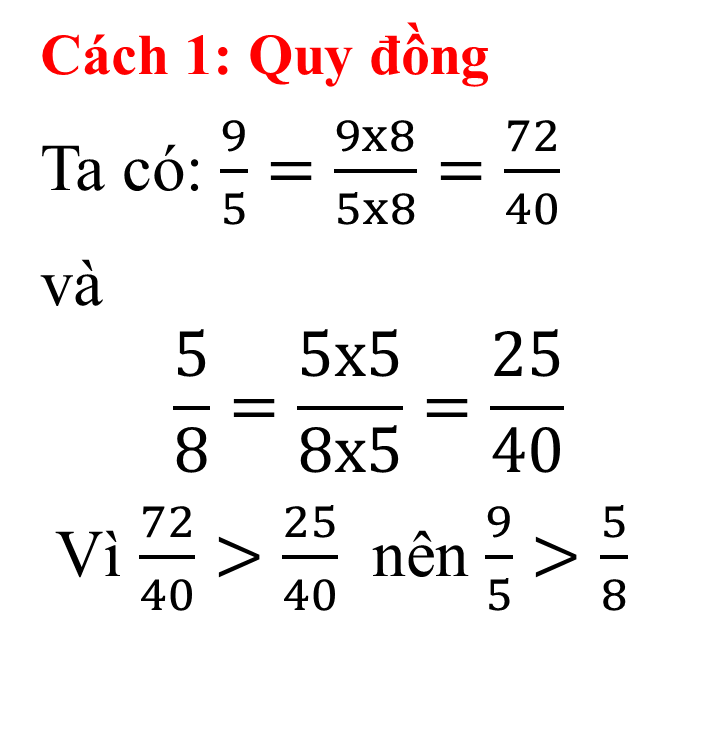 Cách 1: Quy đồng
Ta có: 9/5 = 9x8/5x8 = 72/40
và
5/8 = 5x5/8x5 = 25/40
Vì 72/40 > 25/40 nên 9/5 > 5/8